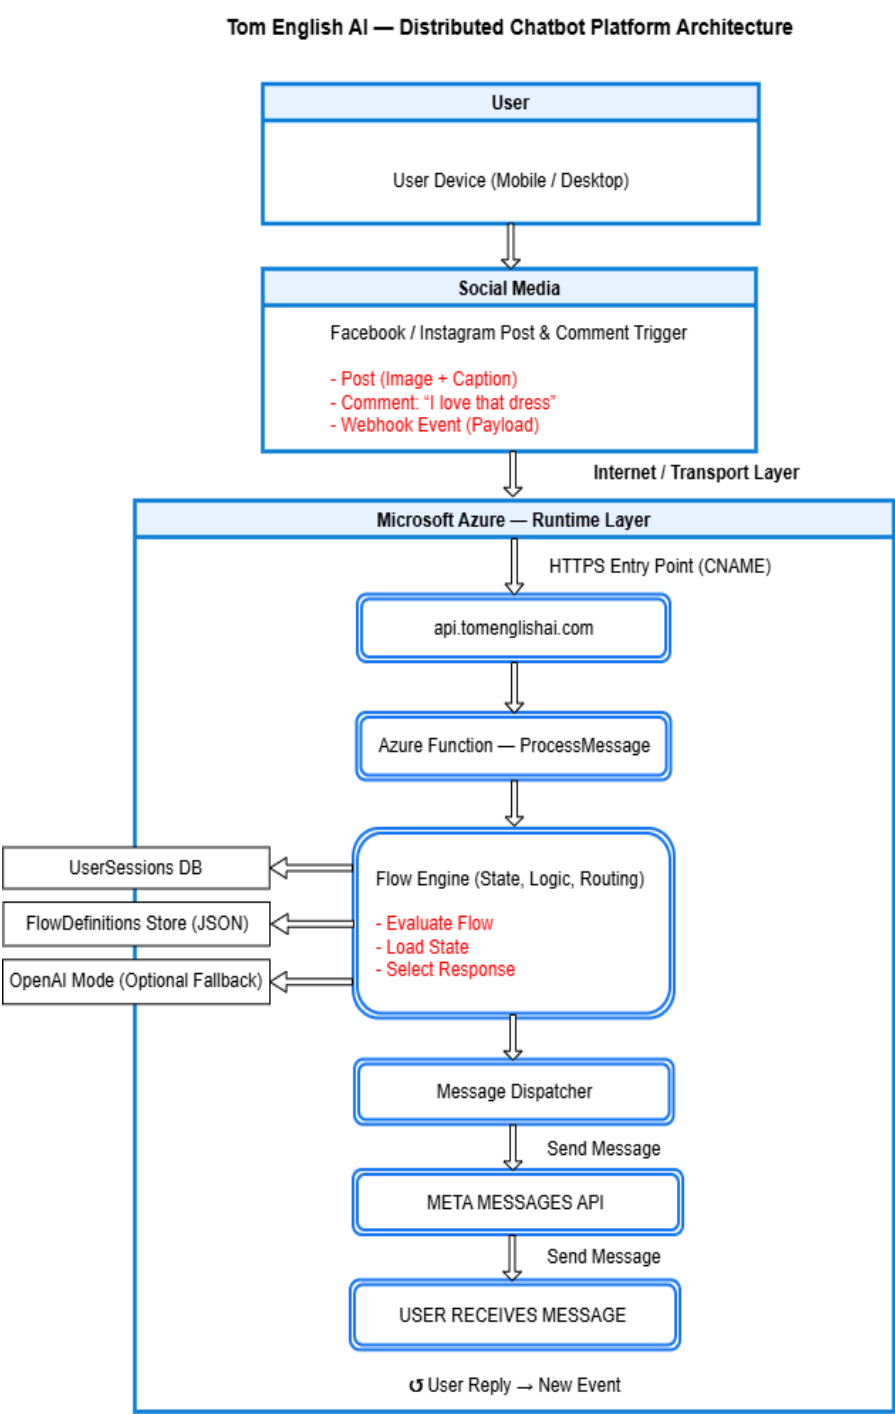 Tom English AI — Distributed Chatbot Platform Architecture
User
User Device (Mobile / Desktop)
Social Media
Facebook / Instagram Post & Comment Trigger
- Post (Image + Caption)
- Comment: “I love that dress”
- Webhook Event (Payload)
Internet / Transport Layer
Microsoft Azure — Runtime Layer
HTTPS Entry Point (CNAME)
api.tomenglishai.com
Azure Function — ProcessMessage
UserSessions DB
FlowDefinitions Store (JSON)
OpenAI Mode (Optional Fallback)
Flow Engine (State, Logic, Routing)
- Evaluate Flow
- Load State
- Select Response
Message Dispatcher
Send Message
META MESSAGES API
Send Message
USER RECEIVES MESSAGE
↺ User Reply → New Event